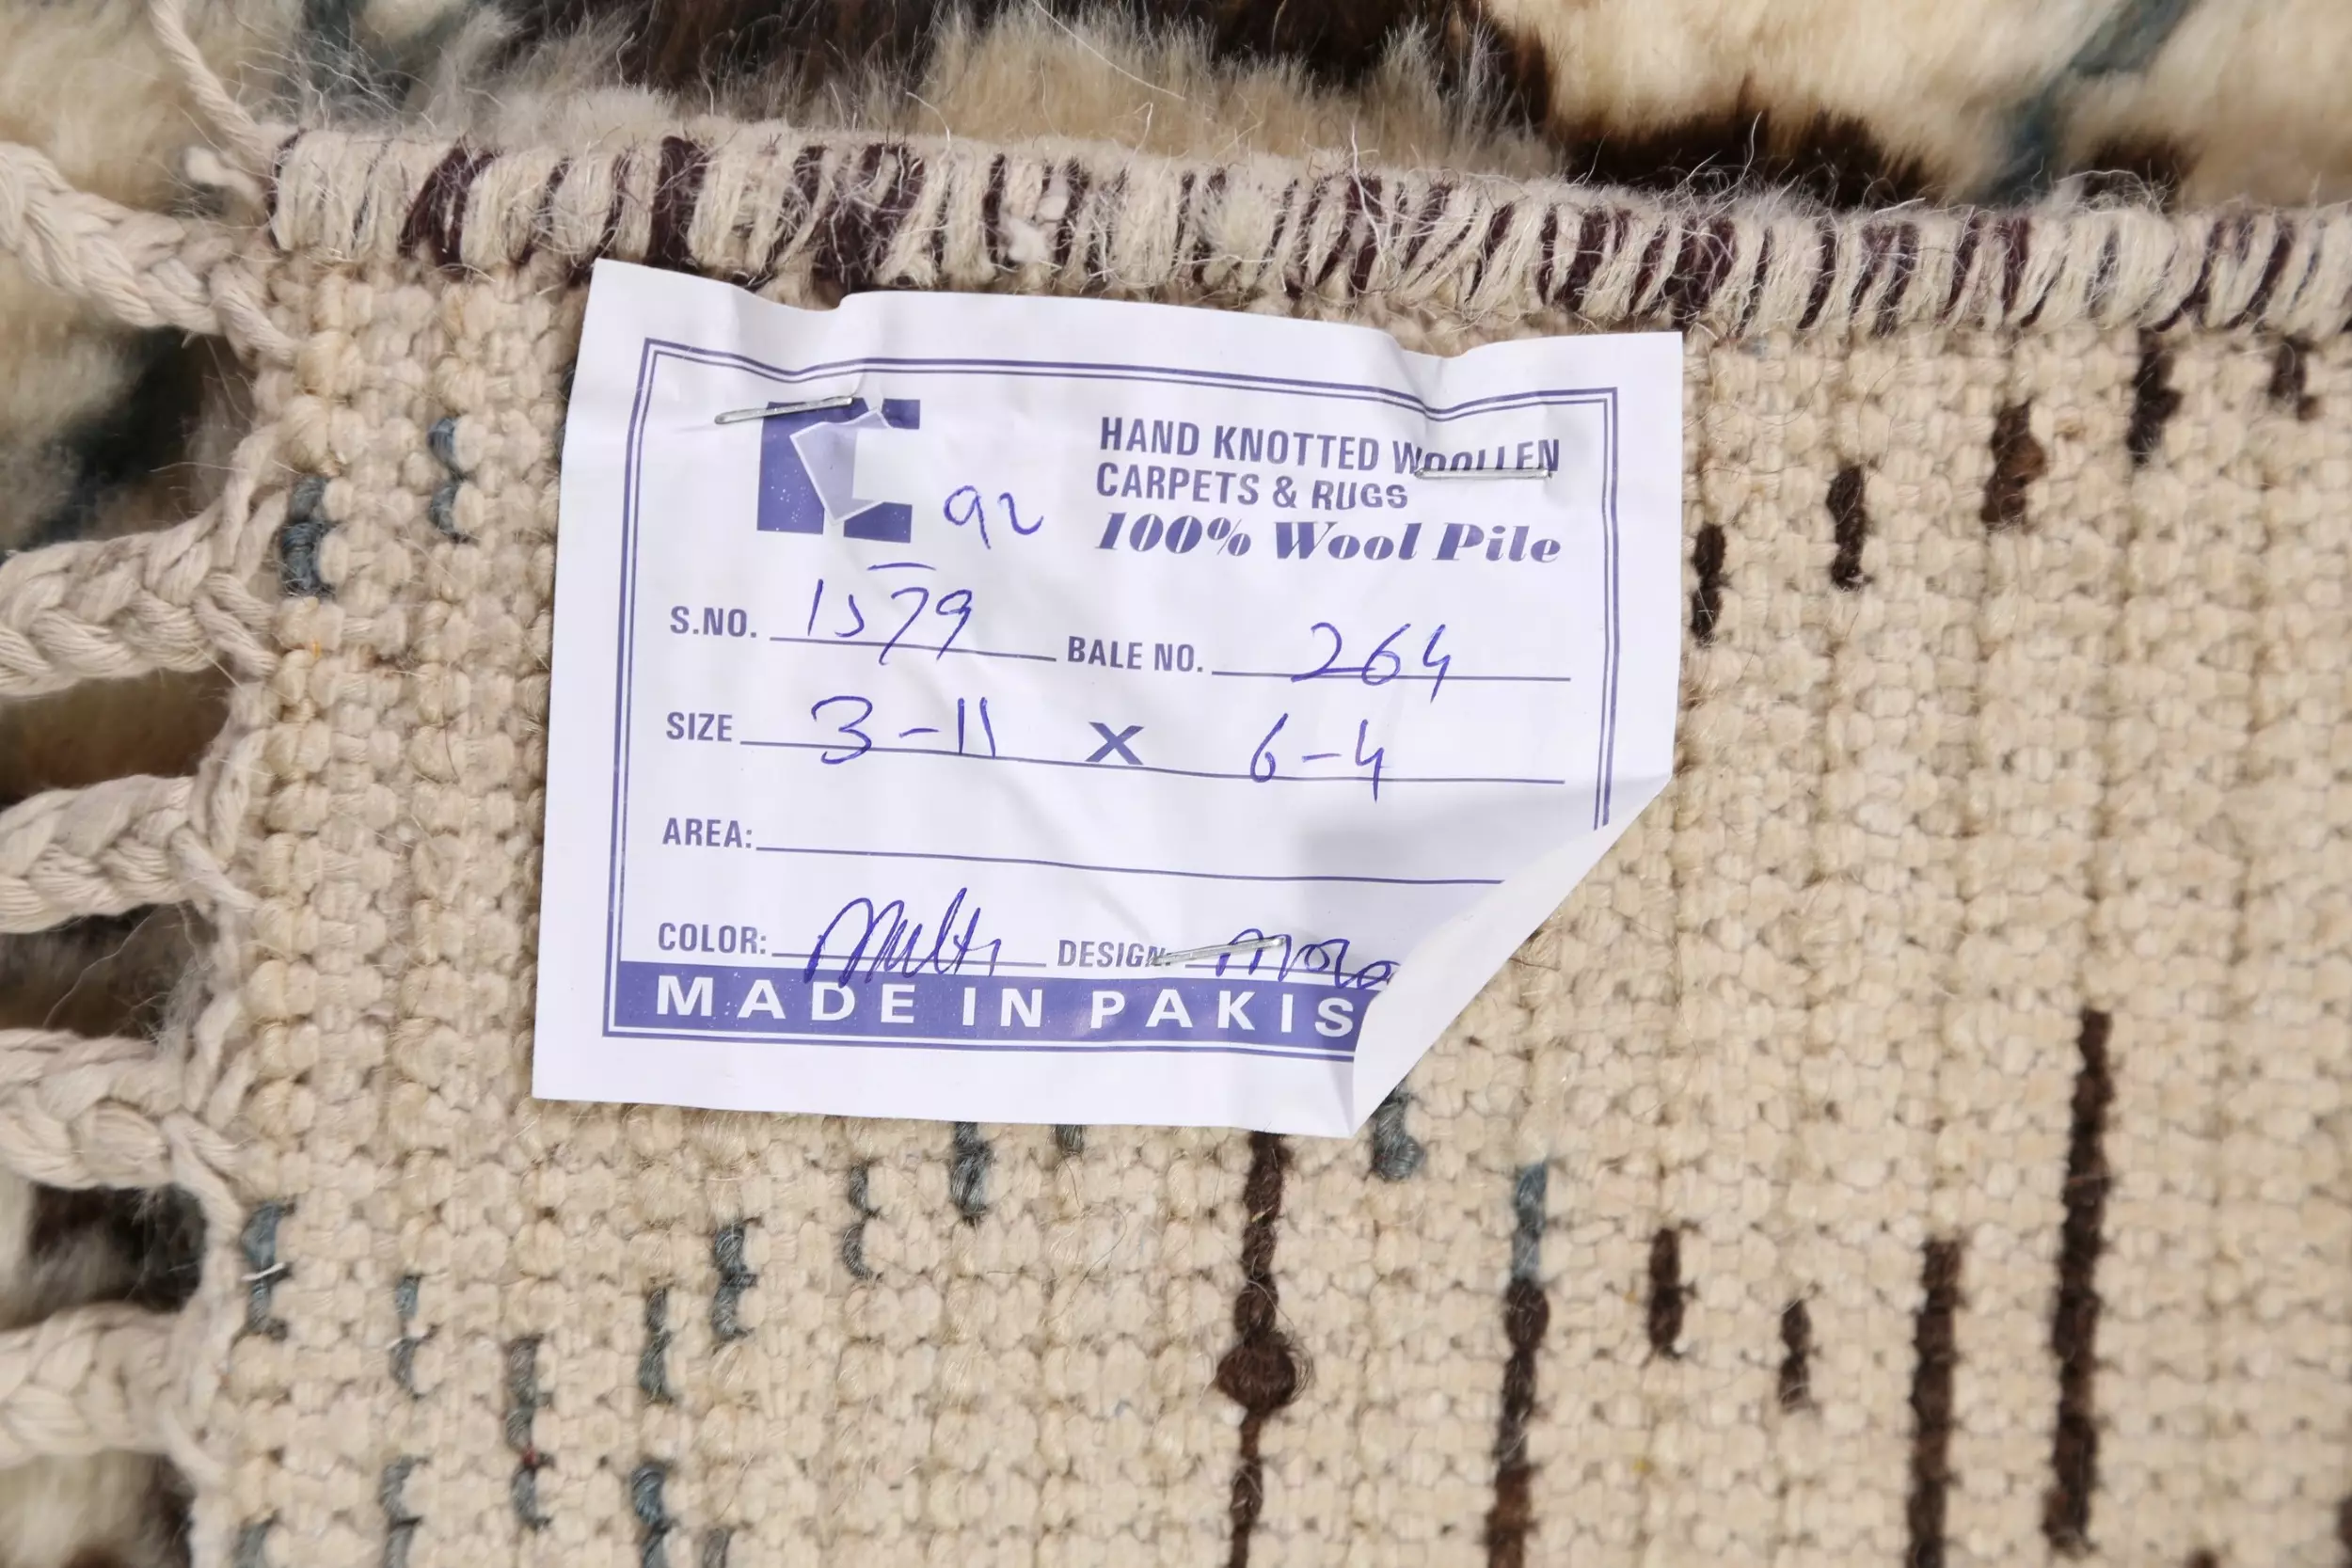 HAND KNOTTED WOOLLEN
CARPETS & RUGS
92 100% Wool Pile
S.NO. 1579 BALE NO. 264
SIZE 3-11 X 6-4
AREA:
COLOR: Multi DESIGN:
MADE IN PAKIS